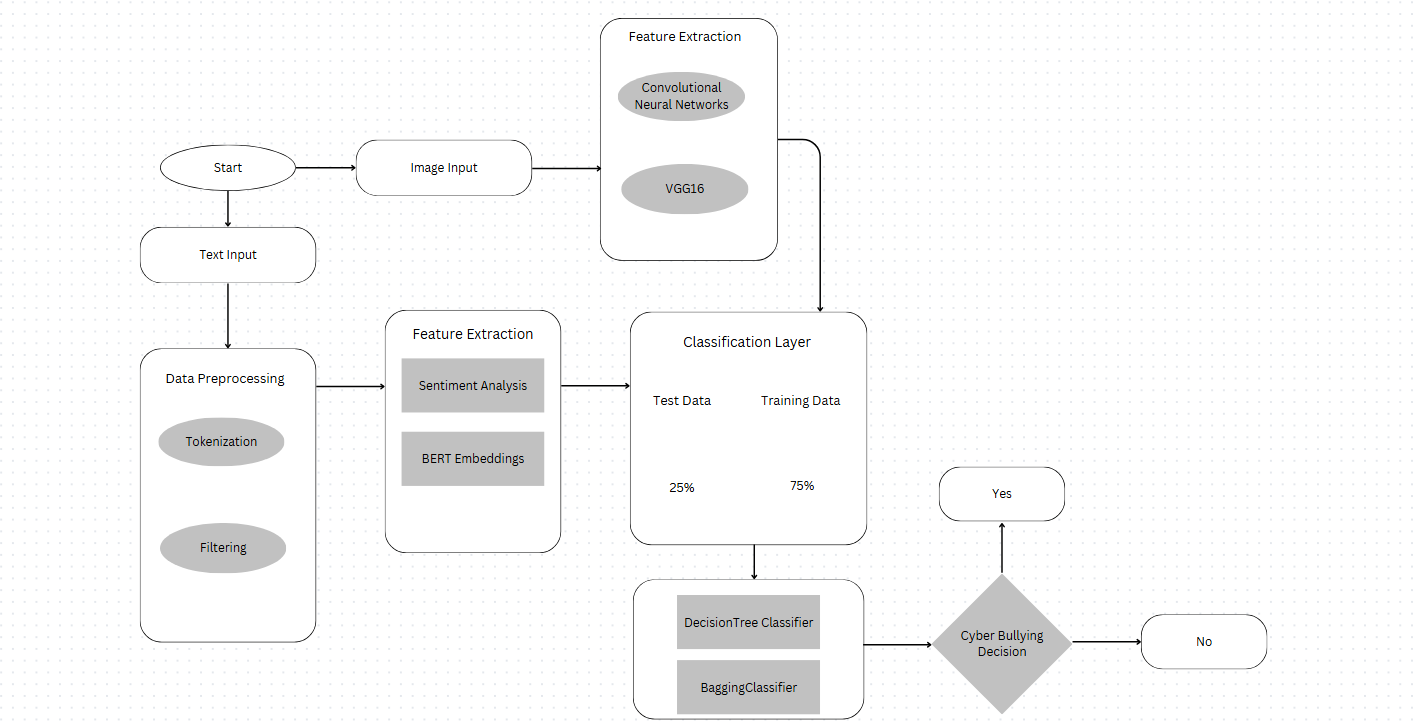 Feature Extraction
Convolutional
Neural Networks
VGG16
Start
Image Input
Text Input
Data Preprocessing
Tokenization
Filtering
Feature Extraction
Sentiment Analysis
BERT Embeddings
Classification Layer
Test Data
Training Data
25%
75%
DecisionTree Classifier
BaggingClassifier
Cyber Bullying
Decision
Yes
No